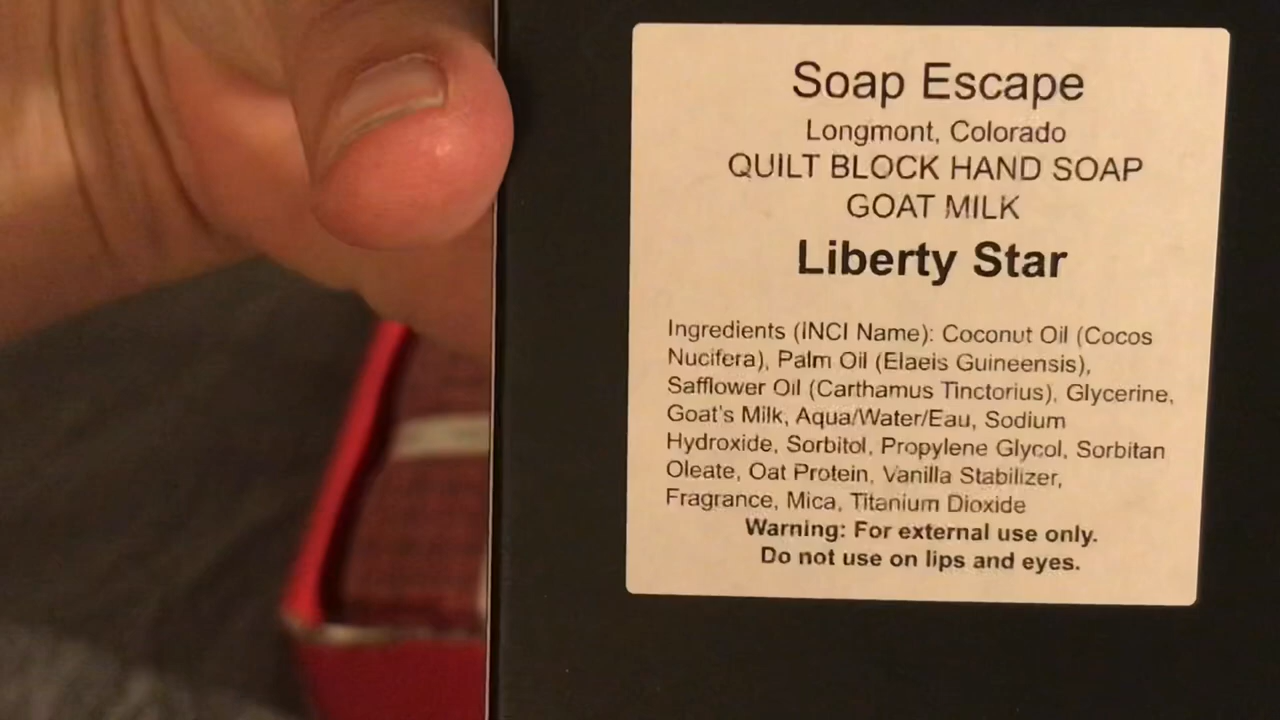 Soap Escape
Longmont, Colorado
QUILT BLOCK HAND SOAP
GOAT MILK
Liberty Star
Ingredients (INCI Name): Coconut Oil (Cocos
Nucifera), Palm Oil (Elaeis Guineensis),
Safflower Oil (Carthamus Tinctorius), Glycerine,
Goat's Milk, Aqua/Water/Eau, Sodium
Hydroxide, Sorbitol, Propylene Glycol, Sorbitan
Oleate, Oat Protein, Vanilla Stabilizer,
Fragrance, Mica, Titanium Dioxide
Warning: For external use only.
Do not use on lips and eyes.